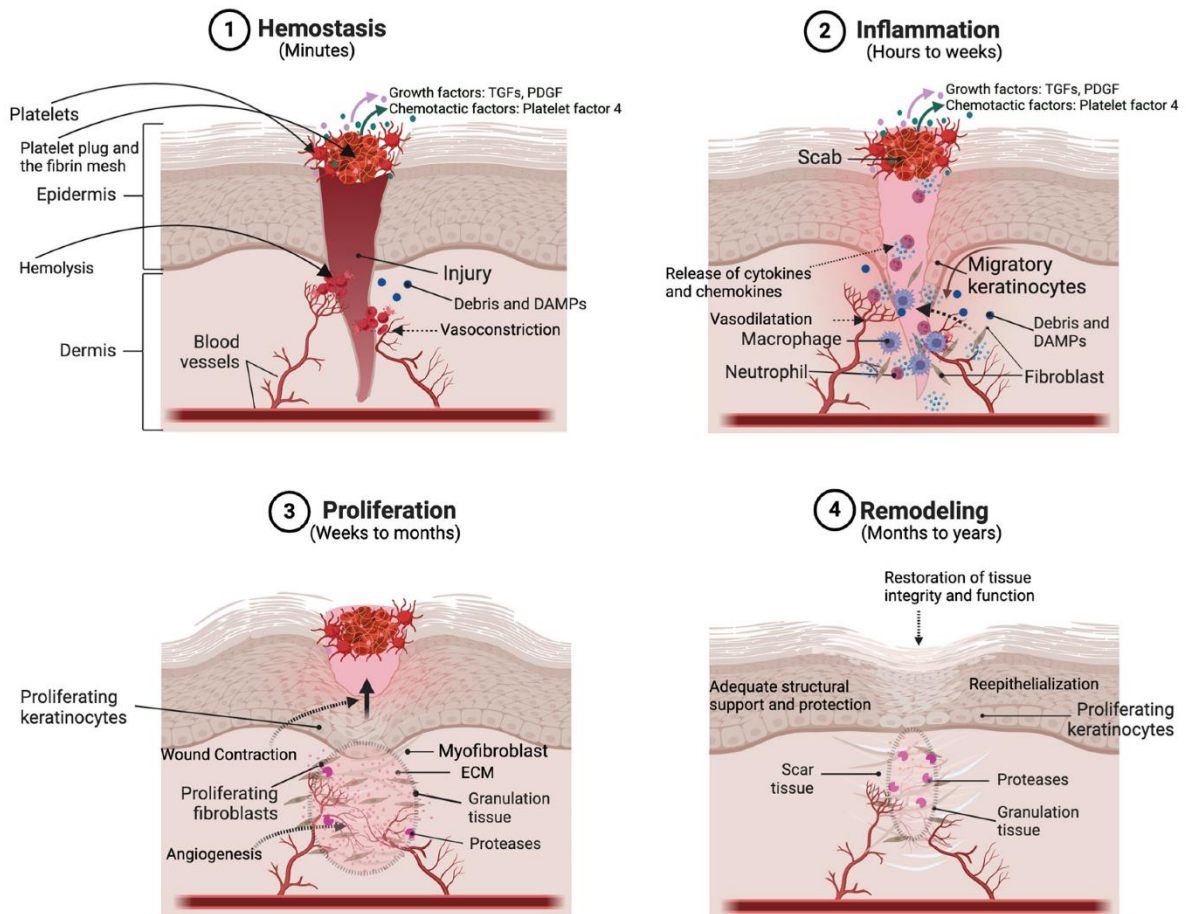 1 Hemostasis
(Minutes)
Growth factors: TGFs, PDGF
Chemotactic factors: Platelet factor 4
Platelets
Platelet plug and
the fibrin mesh
Epidermis
Hemolysis
Injury
Debris and DAMPs
Vasoconstriction
Dermis
Blood
vessels
2 Inflammation
(Hours to weeks)
Growth factors: TGFs, PDGF
Chemotactic factors: Platelet factor 4
Scab
Release of cytokines
and chemokines
Migratory
keratinocytes
Vasodilatation
Debris and
DAMPs
Macrophage
Neutrophil
Fibroblast
3 Proliferation
(Weeks to months)
Proliferating
keratinocytes
Wound Contraction
Myofibroblast
ECM
Proliferating
fibroblasts
Granulation
tissue
Angiogenesis
Proteases
4 Remodeling
(Months to years)
Restoration of tissue
integrity and function
Adequate structural
support and protection
Reepithelialization
Proliferating
keratinocytes
Scar
tissue
Proteases
Granulation
tissue